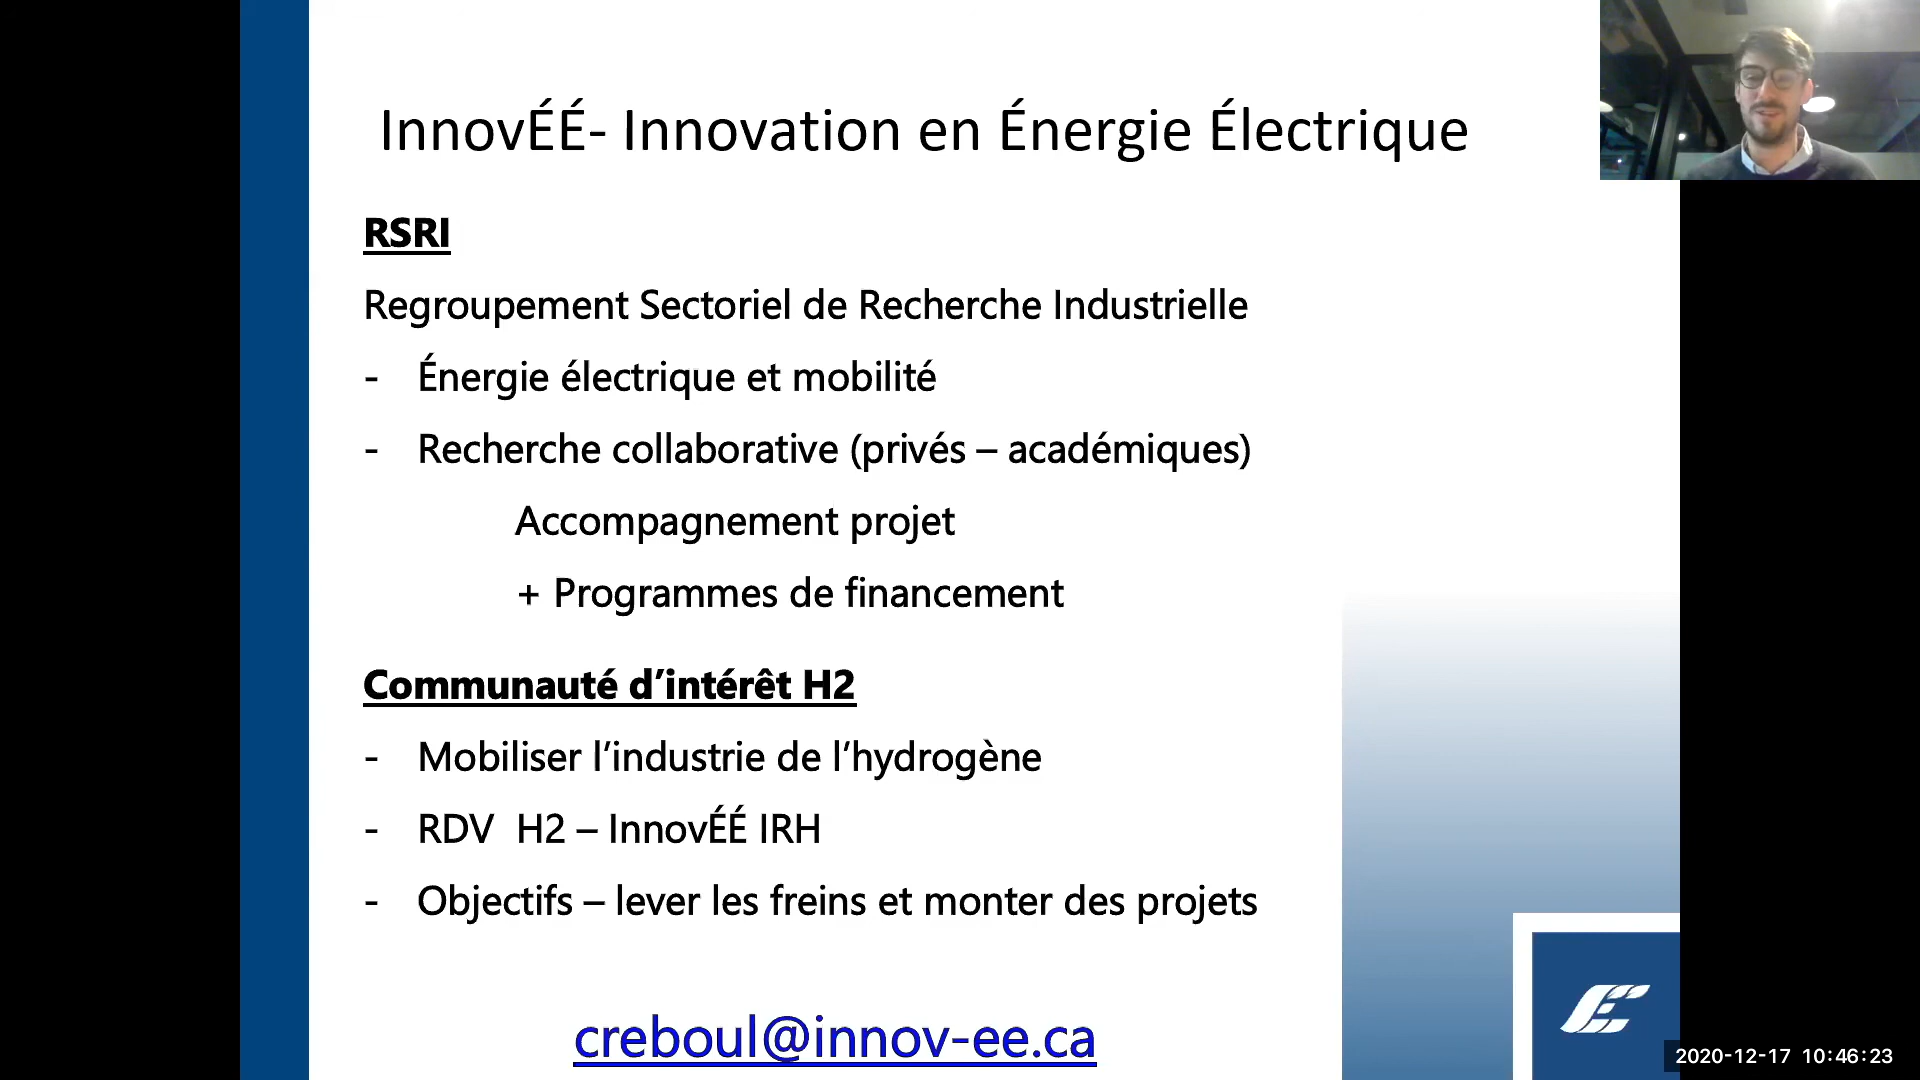 InnovÉÉ- Innovation en Énergie Électrique
RSRI
Regroupement Sectoriel de Recherche Industrielle
- Énergie électrique et mobilité
- Recherche collaborative (privés – académiques)
Accompagnement projet
+ Programmes de financement
Communauté d’intérêt H2
- Mobiliser l’industrie de l’hydrogène
- RDV  H2 – InnovÉÉ IRH
- Objectifs – lever les freins et monter des projets
creboul@innov-ee.ca
2020-12-17 10:46:23